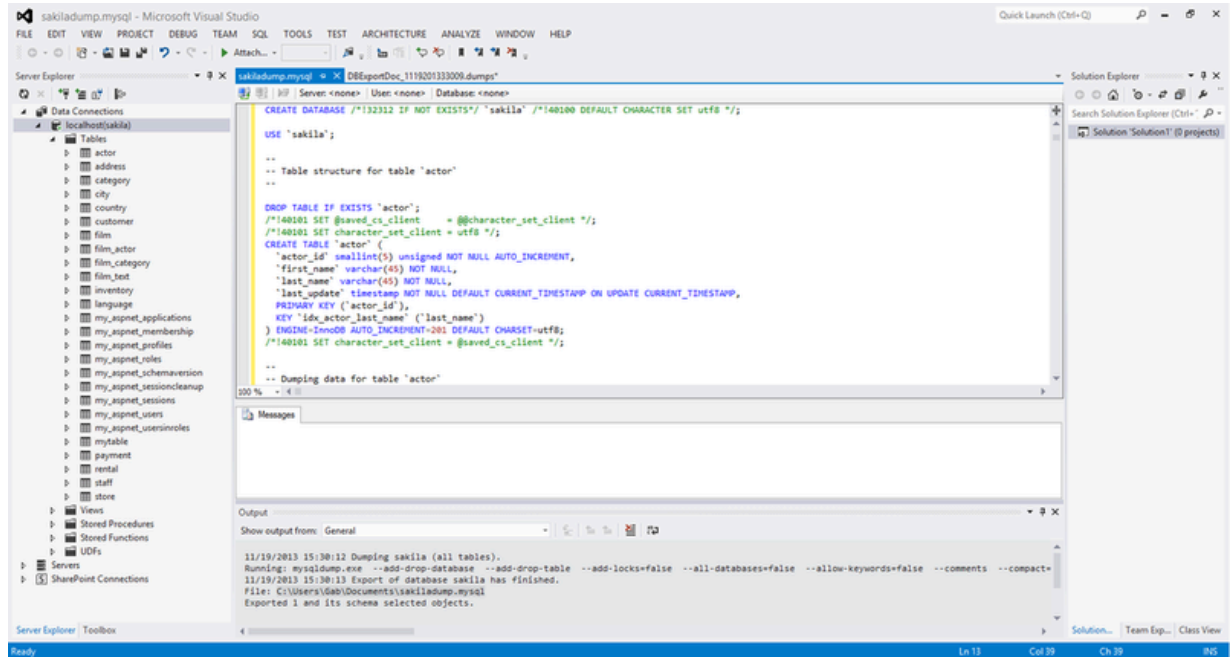 sakiladump.mysql - Microsoft Visual Studio
Quick Launch (Ctrl+Q)
FILE EDIT VIEW PROJECT DEBUG TEAM SQL TOOLS TEST ARCHITECTURE ANALYZE WINDOW HELP
Attach...
Server Explorer
Data Connections
localhost(sakila)
Tables
actor
address
category
city
country
customer
film
film_actor
film_category
film_text
inventory
language
my_aspnet_applications
my_aspnet_membership
my_aspnet_profiles
my_aspnet_roles
my_aspnet_schemaversion
my_aspnet_sessioncleanup
my_aspnet_sessions
my_aspnet_users
my_aspnet_usersinroles
mytable
payment
rental
staff
store
Views
Stored Procedures
Stored Functions
UDFs
Servers
SharePoint Connections
Server Explorer Toolbox
sakiladump.mysql DBExportDoc_1119201333009.dumps*
Server: <none> User: <none> Database: <none>
CREATE DATABASE /*!32312 IF NOT EXISTS*/ `sakila` /*!40100 DEFAULT CHARACTER SET utf8 */;
USE `sakila`;
--
-- Table structure for table `actor`
--
DROP TABLE IF EXISTS `actor`;
/*!40101 SET @saved_cs_client     = @@character_set_client */;
/*!40101 SET character_set_client = utf8 */;
CREATE TABLE `actor` (
`actor_id` smallint(5) unsigned NOT NULL AUTO_INCREMENT,
`first_name` varchar(45) NOT NULL,
`last_name` varchar(45) NOT NULL,
`last_update` timestamp NOT NULL DEFAULT CURRENT_TIMESTAMP ON UPDATE CURRENT_TIMESTAMP,
PRIMARY KEY (`actor_id`),
KEY `idx_actor_last_name` (`last_name`)
) ENGINE=InnoDB AUTO_INCREMENT=201 DEFAULT CHARSET=utf8;
/*!40101 SET character_set_client = @saved_cs_client */;
--
-- Dumping data for table `actor`
100 %
Messages
Output
Show output from: General
11/19/2013 15:30:12 Dumping sakila (all tables).
Running: mysqldump.exe --add-drop-database --add-drop-table --add-locks=false --all-databases=false --allow-keywords=false --comments --compact=
11/19/2013 15:30:13 Export of database sakila has finished.
File: C:\Users\Gab\Documents\sakiladump.mysql
Exported 1 and its schema selected objects.
Solution Explorer
Search Solution Explorer (Ctrl+
Solution 'Solution1' (0 projects)
Solution... Team Exp... Class View
Ready Ln 13 Col 39 Ch 39 INS